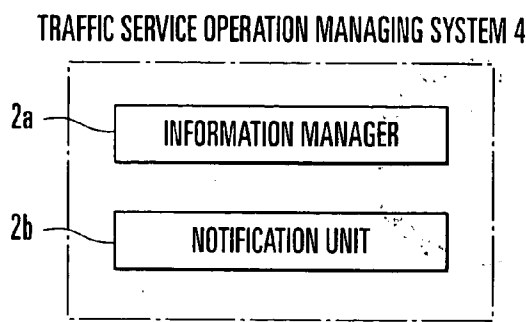 TRAFFIC SERVICE OPERATION MANAGING SYSTEM 4
2a
INFORMATION MANAGER
2b
NOTIFICATION UNIT